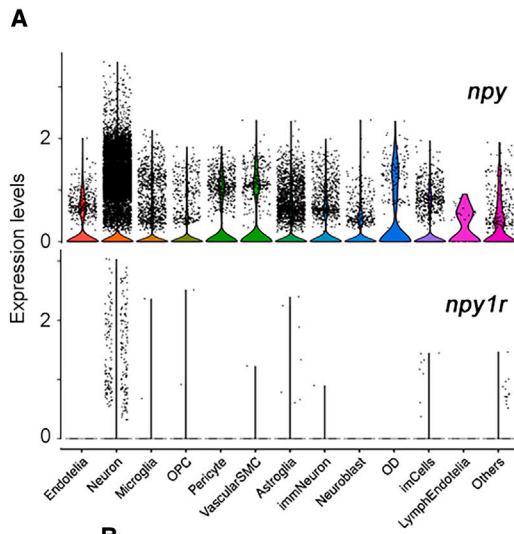 A
npy
2
0
Expression levels
npy1r
2
0
Endotelia
Neuron
Microglia
OPC
Pericyte
VascularSMC
Astroglia
immNeuron
Neuroblast
OD
imCells
LymphEndotelia
Others